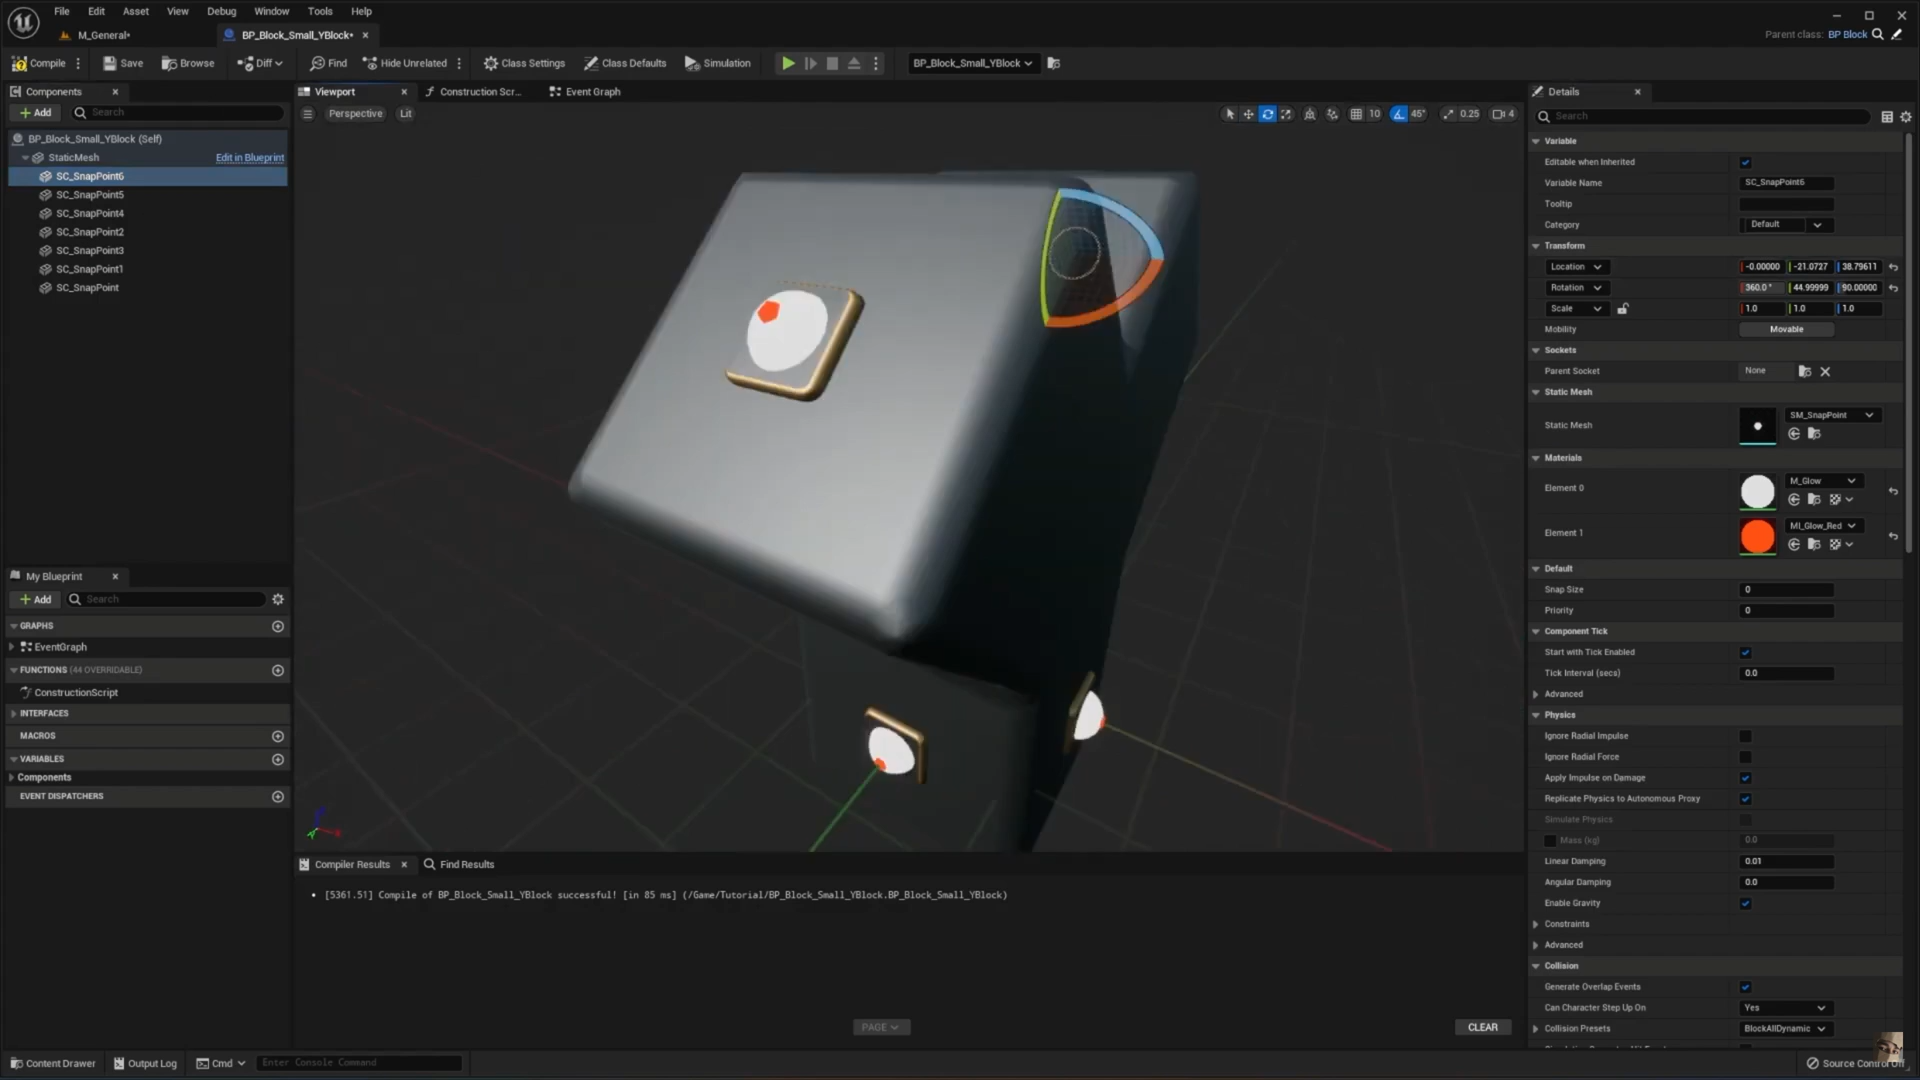 File Edit Asset View Debug Window Tools Help
M_General*
BP_Block_Small_YBlock*
Parent class: BP Block
Compile
Save
Browse
Diff
Find
Hide Unrelated
Class Settings
Class Defaults
Simulation
BP_Block_Small_YBlock
Components
Add
Search
BP_Block_Small_YBlock (Self)
StaticMesh
Edit in Blueprint
SC_SnapPoint6
SC_SnapPoint5
SC_SnapPoint4
SC_SnapPoint2
SC_SnapPoint3
SC_SnapPoint1
SC_SnapPoint
My Blueprint
Add
Search
GRAPHS
EventGraph
FUNCTIONS (44 OVERRIDABLE)
ConstructionScript
INTERFACES
MACROS
VARIABLES
Components
EVENT DISPATCHERS
Viewport
Construction Scr...
Event Graph
Perspective
Lit
10
45°
0.25
4
Compiler Results
Find Results
[5361.51] Compile of BP_Block_Small_YBlock successful! [in 85 ms] (/Game/Tutorial/BP_Block_Small_YBlock.BP_Block_Small_YBlock)
PAGE
CLEAR
Details
Search
Variable
Editable when Inherited
Variable Name SC_SnapPoint6
Tooltip
Category Default
Transform
Location -0.00000 -21.0727 38.79611
Rotation 360.0° 44.99999 90.00000
Scale 1.0 1.0 1.0
Mobility Movable
Sockets
Parent Socket None
Static Mesh
Static Mesh SM_SnapPoint
Materials
Element 0 M_Glow
Element 1 MI_Glow_Red
Default
Snap Size 0
Priority 0
Component Tick
Start with Tick Enabled
Tick Interval (secs) 0.0
Advanced
Physics
Ignore Radial Impulse
Ignore Radial Force
Apply Impulse on Damage
Replicate Physics to Autonomous Proxy
Simulate Physics
Mass (kg) 0.0
Linear Damping 0.01
Angular Damping 0.0
Enable Gravity
Constraints
Advanced
Collision
Generate Overlap Events
Can Character Step Up On Yes
Collision Presets BlockAllDynamic
Content Drawer
Output Log
Cmd
Enter Console Command
Source Control Off